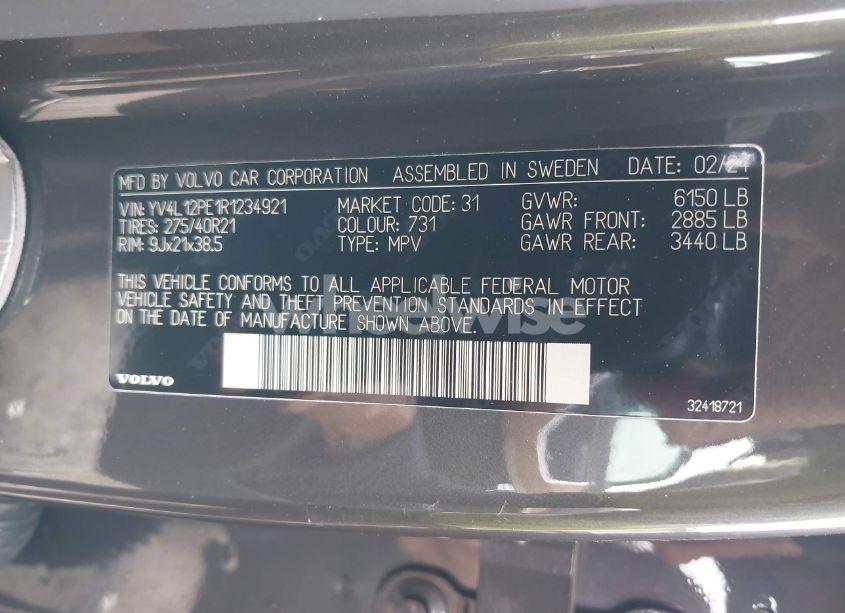 MFD BY VOLVO CAR CORPORATION ASSEMBLED IN SWEDEN DATE: 02/24
VIN: YV4L12PE1R1234921 MARKET CODE: 31 GVWR: 6150 LB
TIRES: 275/40R21 COLOUR: 731 GAWR FRONT: 2885 LB
RIM: 9Jx21x38.5 TYPE: MPV GAWR REAR: 3440 LB
THIS VEHICLE CONFORMS TO ALL APPLICABLE FEDERAL MOTOR
VEHICLE SAFETY AND THEFT PREVENTION STANDARDS IN EFFECT
ON THE DATE OF MANUFACTURE SHOWN ABOVE.
wheelwise
VOLVO
32418721